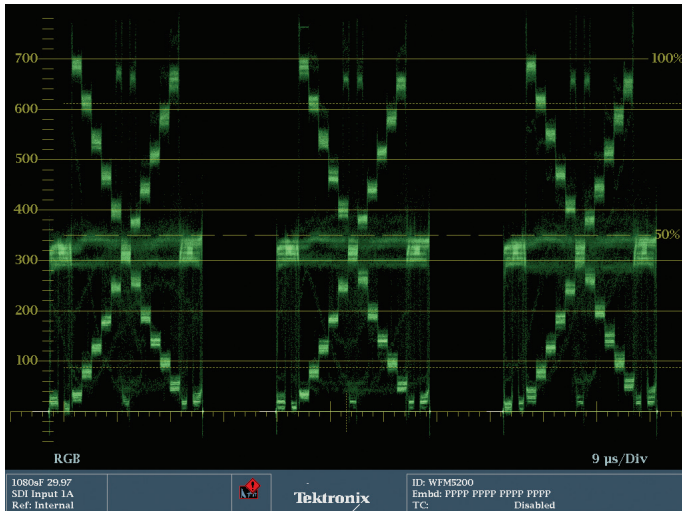 700
600
500
400
300
200
100
100%
50%
RGB
9 µs/Div
1080sF 29.97
SDI Input 1A
Ref: Internal
Tektronix
ID: WFM5200
Embd: PPPP PPPP PPPP PPPP
TC: Disabled